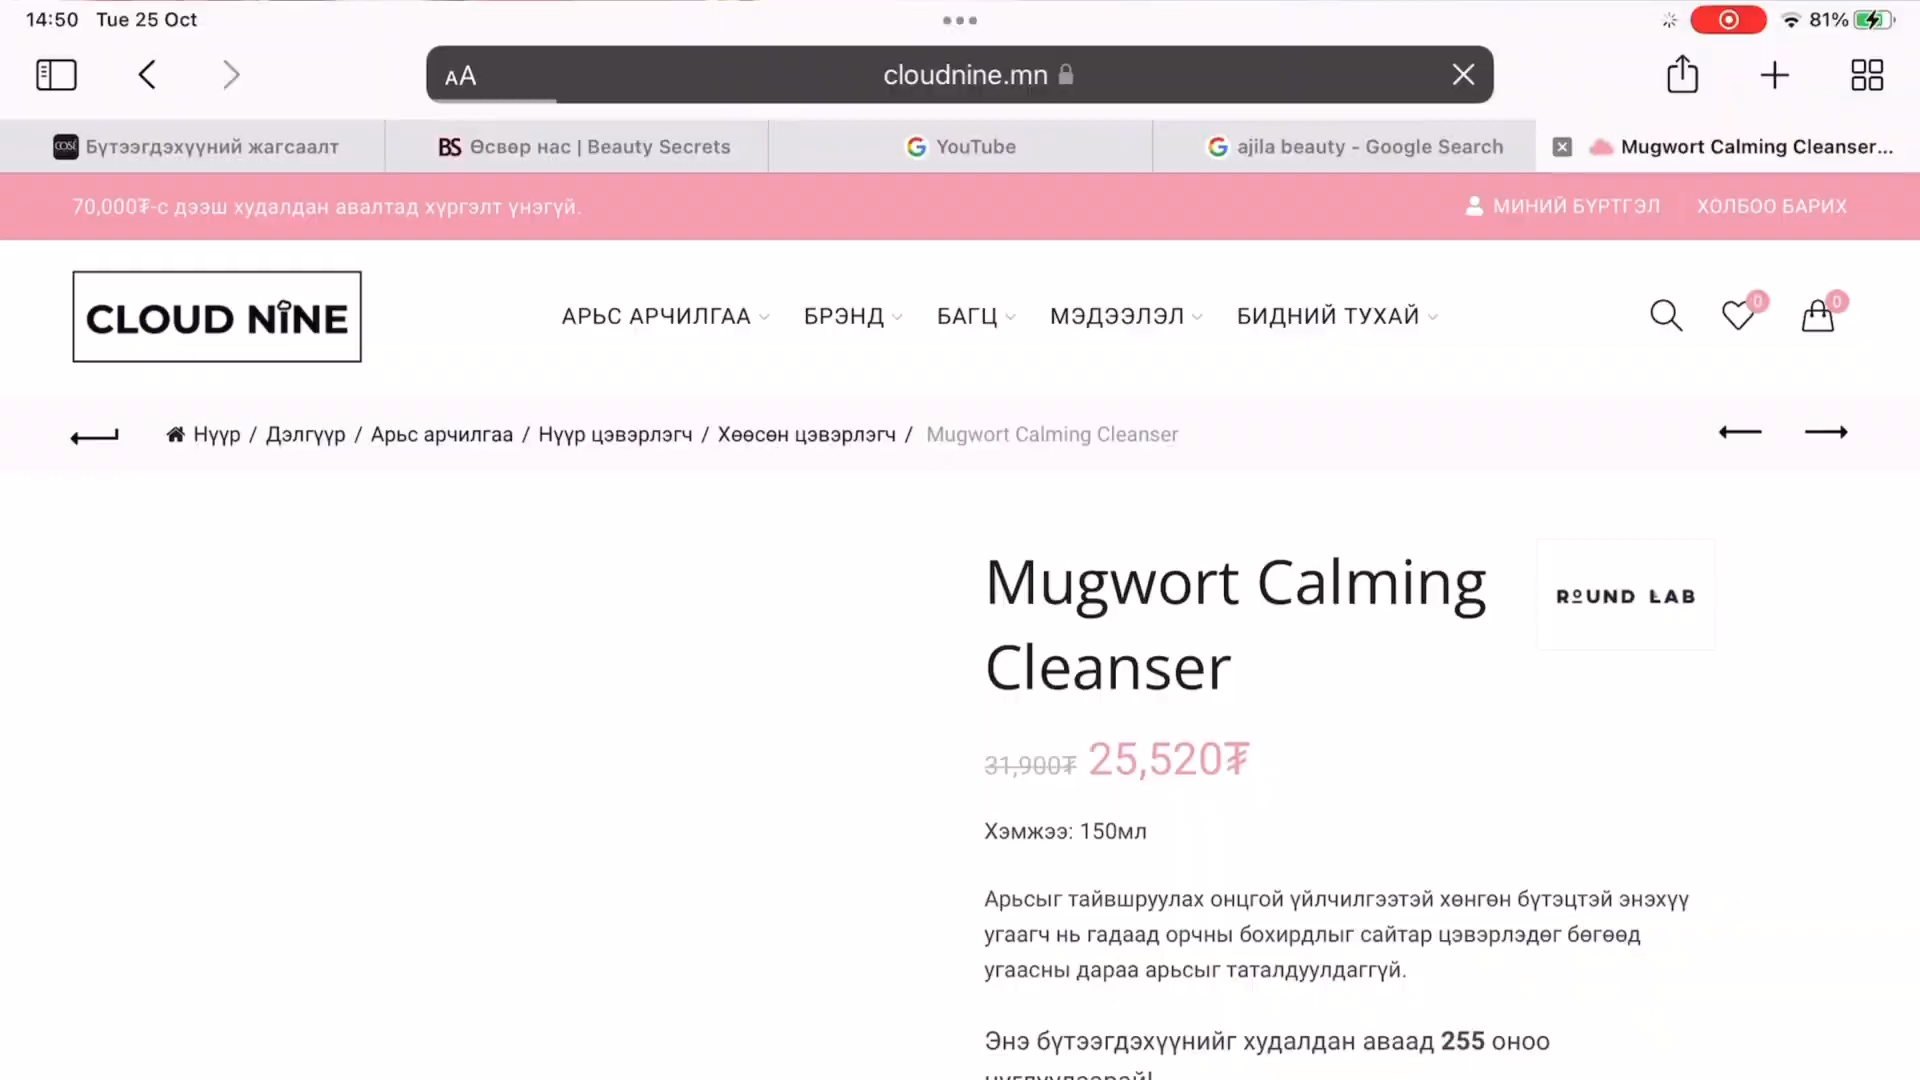 14:50 Tue 25 Oct
81%
AA
cloudnine.mn
COSE Бүтээгдэхүүний жагсаалт
BS Өсвөр нас | Beauty Secrets
YouTube
ajila beauty - Google Search
Mugwort Calming Cleanser...
70,000₮-с дээш худалдан авалтад хүргэлт үнэгүй.
МИНИЙ БҮРТГЭЛ
ХОЛБОО БАРИХ
CLOUD NINE
АРЬС АРЧИЛГАА
БРЭНД
БАГЦ
МЭДЭЭЛЭЛ
БИДНИЙ ТУХАЙ
0
0
Нүүр / Дэлгүүр / Арьс арчилгаа / Нүүр цэвэрлэгч / Хөөсөн цэвэрлэгч / Mugwort Calming Cleanser
Mugwort Calming
Cleanser
ROUND LAB
31,900₮ 25,520₮
Хэмжээ: 150мл
Арьсыг тайвшруулах онцгой үйлчилгээтэй хөнгөн бүтэцтэй энэхүү
угаагч нь гадаад орчны бохирдлыг сайтар цэвэрлэдөг бөгөөд
угаасны дараа арьсыг таталдуулдаггүй.
Энэ бүтээгдэхүүнийг худалдан аваад 255 оноо